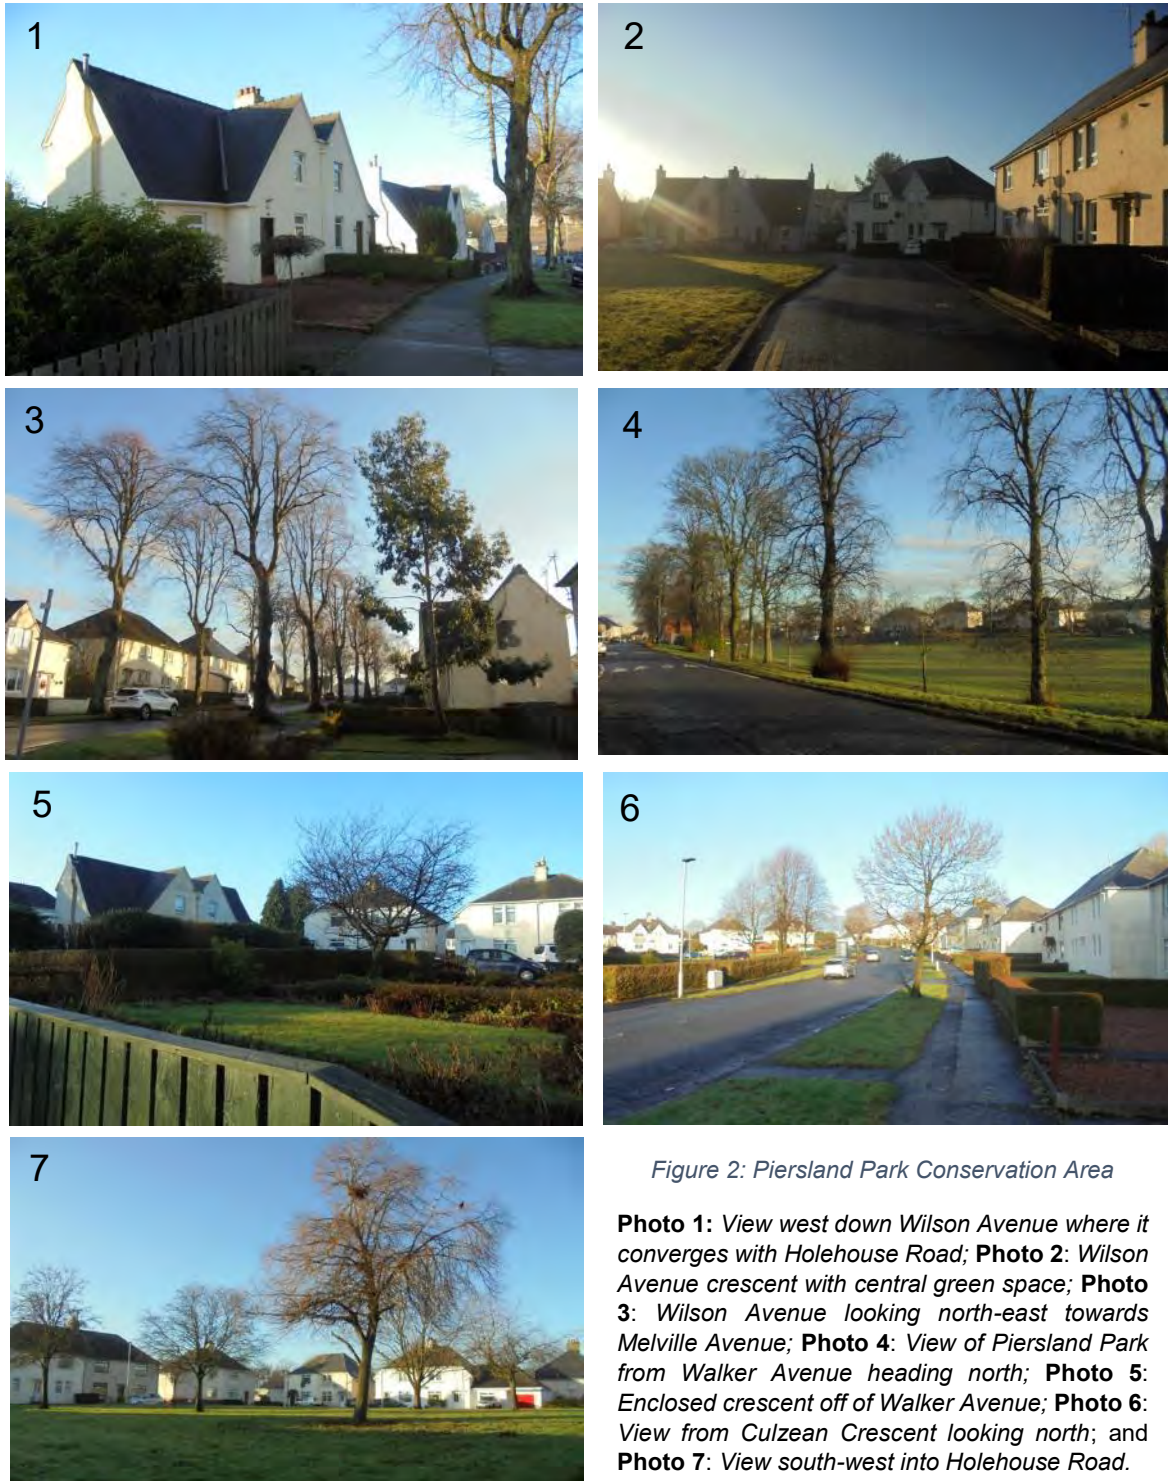 1
2
3
4
5
6
7
Figure 2: Piersland Park Conservation Area
Photo 1: View west down Wilson Avenue where it
converges with Holehouse Road; Photo 2: Wilson
Avenue crescent with central green space; Photo
3: Wilson Avenue looking north-east towards
Melville Avenue; Photo 4: View of Piersland Park
from Walker Avenue heading north; Photo 5:
Enclosed crescent off of Walker Avenue; Photo 6:
View from Culzean Crescent looking north; and
Photo 7: View south-west into Holehouse Road.